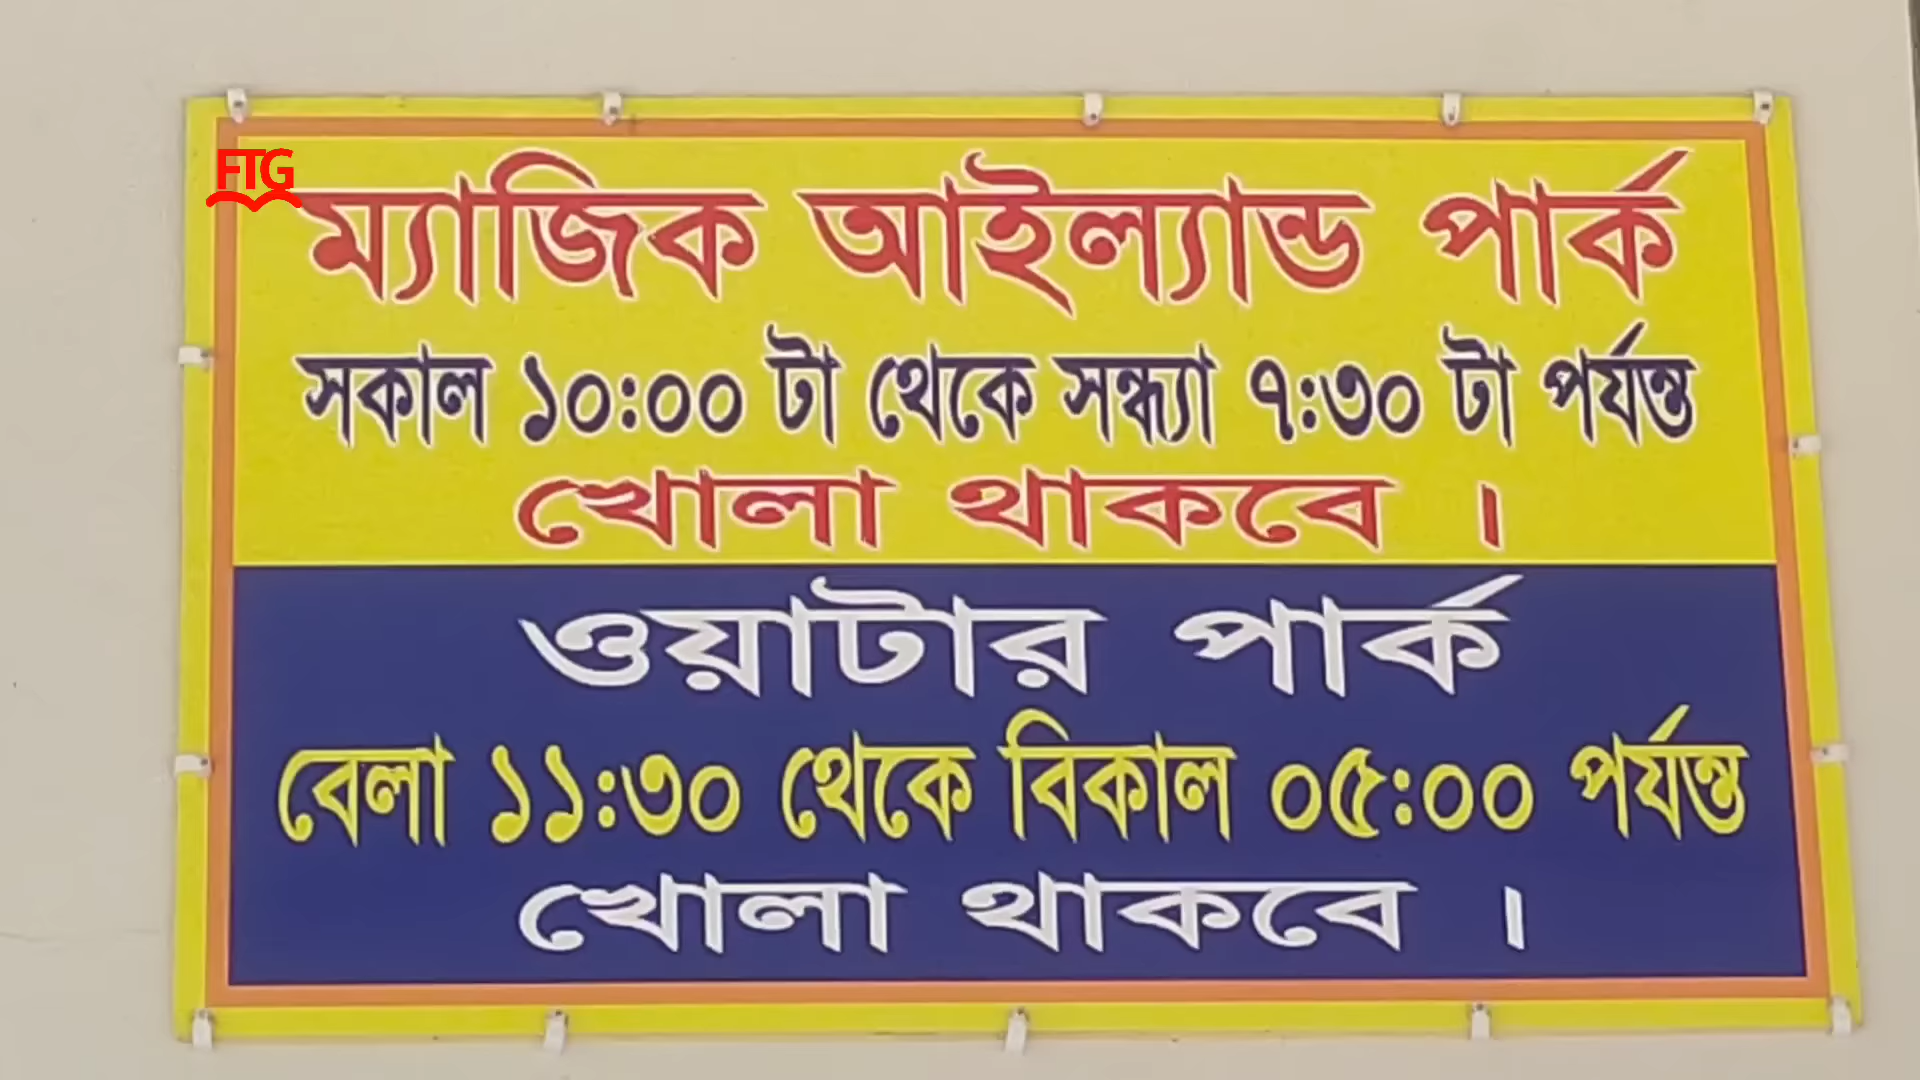 FTG
ম্যাজিক আইল্যান্ড পার্ক
সকাল ১০:০০ টা থেকে সন্ধ্যা ৭:৩০ টা পর্যন্ত
খোলা থাকবে ।
ওয়াটার পার্ক
বেলা ১১:৩০ থেকে বিকাল ০৫:০০ পর্যন্ত
খোলা থাকবে ।